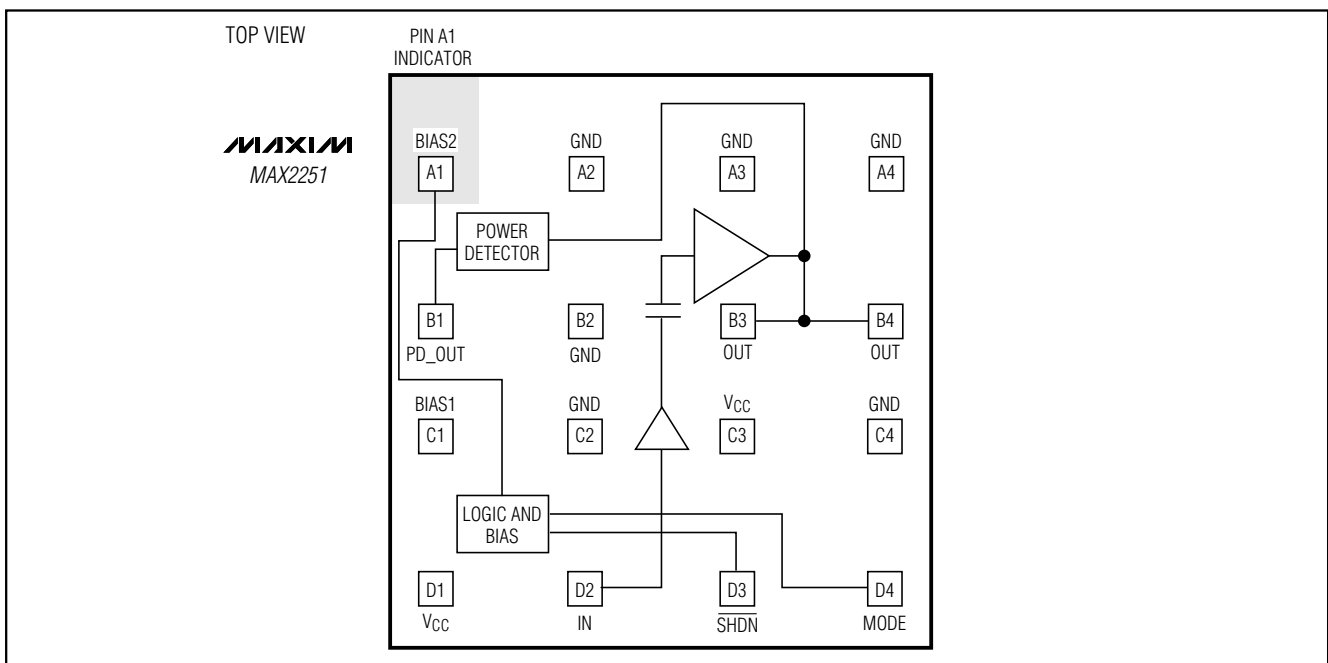 TOP VIEW
PIN A1
INDICATOR
MAXIM
MAX2251
BIAS2
GND
GND
GND
A1
A2
A3
A4
POWER
DETECTOR
B1
B2
B3
B4
PD_OUT
GND
OUT
OUT
BIAS1
GND
VCC
GND
C1
C2
C3
C4
LOGIC AND
BIAS
D1
D2
D3
D4
VCC
IN
SHDN
MODE